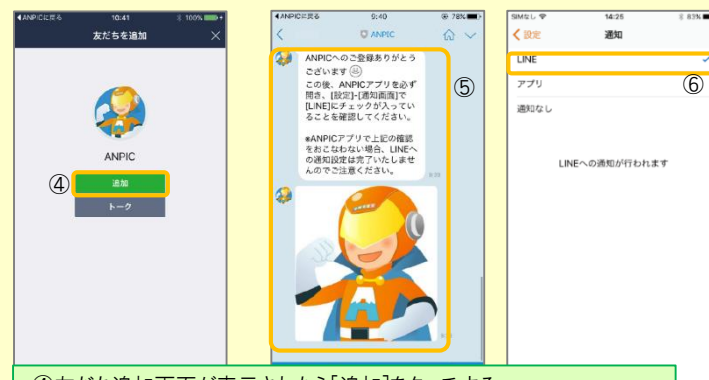 ◀ANPICに戻る 10:41 100%
友だちを追加 ×
ANPIC
④
追加
トーク
◀ANPICに戻る 9:40 78%
ANPIC
ANPICへのご登録ありがとう
ございます
この後、ANPICアプリを必ず
開き、[設定]-[通知画面]で
[LINE]にチェックが入ってい
ることを確認してください。
※ANPICアプリで上記の確認
をおこなわない場合、LINEへ
の通知設定は完了いたしませ
んのでご注意ください。
⑤
SIMなし 14:25 83%
設定 通知
LINE
⑥
アプリ
通知なし
LINEへの通知が行われます